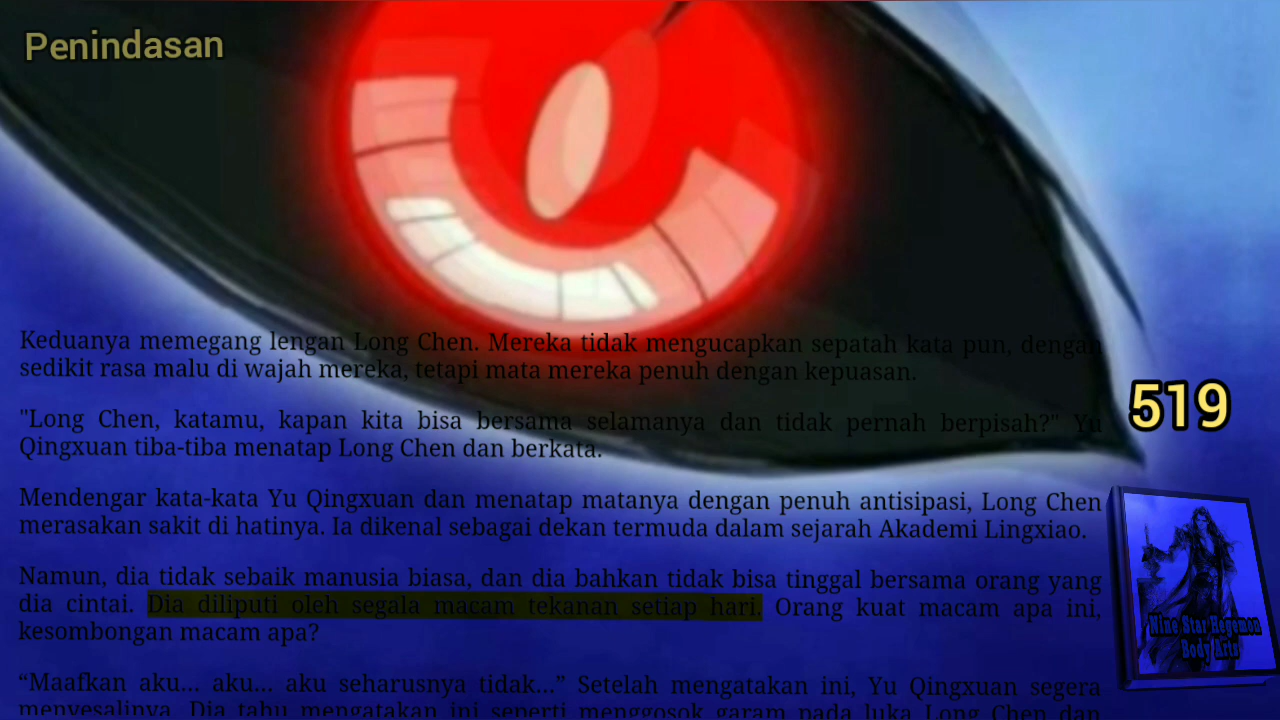 Penindasan
Keduanya memegang lengan Long Chen. Mereka tidak mengucapkan sepatah kata pun, dengan
sedikit rasa malu di wajah mereka, tetapi mata mereka penuh dengan kepuasan.
"Long Chen, katamu, kapan kita bisa bersama selamanya dan tidak pernah berpisah?" Yu
Qingxuan tiba-tiba menatap Long Chen dan berkata.
519
Mendengar kata-kata Yu Qingxuan dan menatap matanya dengan penuh antisipasi, Long Chen
merasakan sakit di hatinya. Ia dikenal sebagai dekan termuda dalam sejarah Akademi Lingxiao.
Namun, dia tidak sebaik manusia biasa, dan dia bahkan tidak bisa tinggal bersama orang yang
dia cintai. Dia diliputi oleh segala macam tekanan setiap hari. Orang kuat macam apa ini,
kesombongan macam apa?
Nine Star Hegemon
Body Arts
“Maafkan aku... aku... aku seharusnya tidak...” Setelah mengatakan ini, Yu Qingxuan segera
menyesalinya. Dia tahu mengatakan ini seperti menggosok garam pada luka Long Chen dan